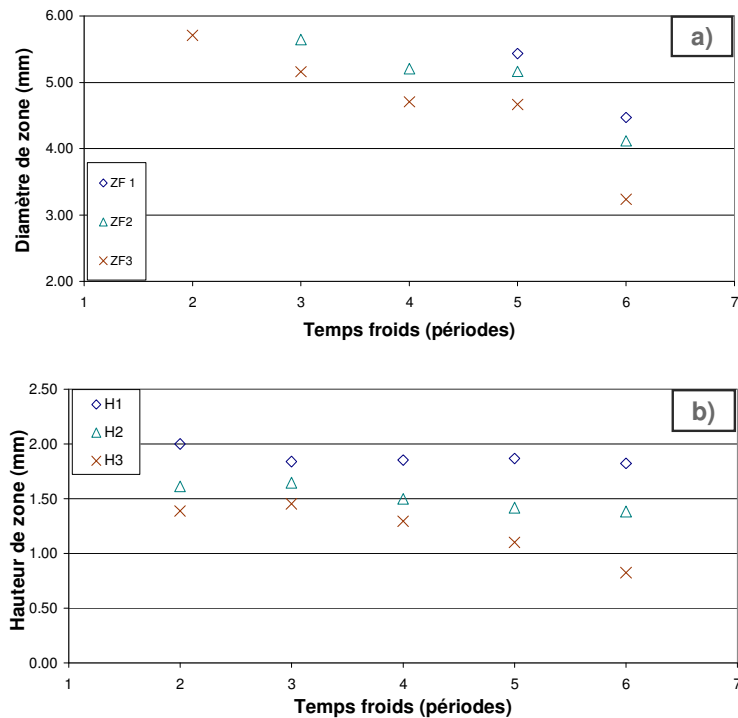 6.00
5.00
4.00
3.00
2.00
Diamètre de zone (mm)
a)
ZF 1
ZF2
ZF3
1 2 3 4 5 6 7
Temps froids (périodes)
2.50
2.00
1.50
1.00
0.50
0.00
Hauteur de zone (mm)
b)
H1
H2
H3
1 2 3 4 5 6 7
Temps froids (périodes)